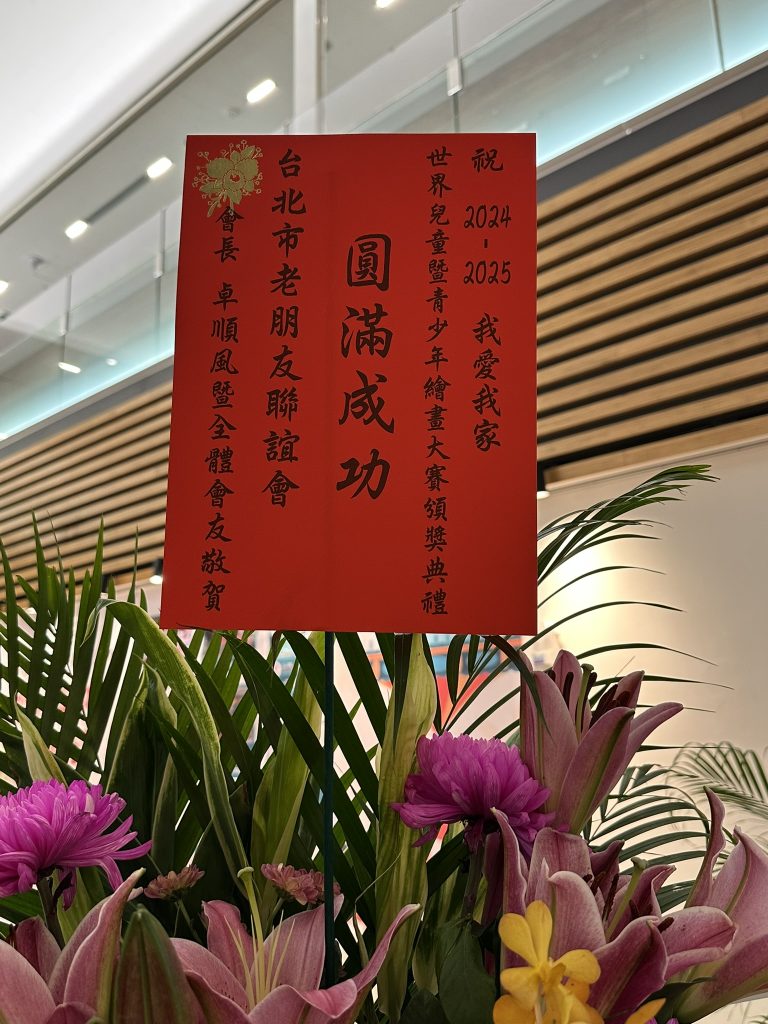 祝 2024-2025 我愛我家
世界兒童暨青少年繪畫大賽頒獎典禮
圓滿成功
台北市老朋友聯誼會
會長 卓順風暨全體會友敬賀